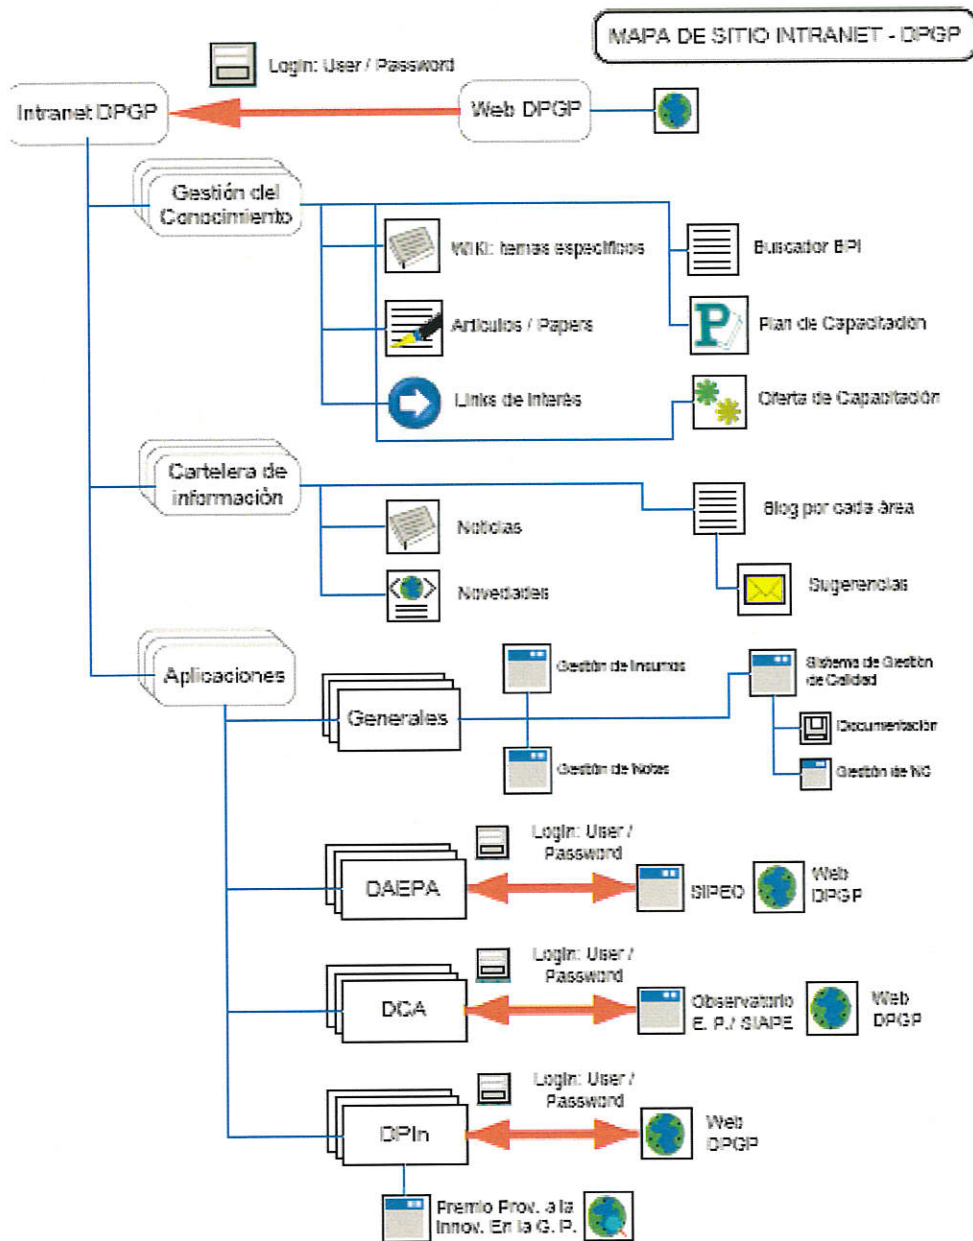 MAPA DE SITIO INTRANET - DPGP
Login: User / Password
Intranet DPGP
Web DPGP
Gestión del
Conocimiento
WIKI: temas específicos
Buscador BPI
Artículos / Papers
Plan de Capacitación
Links de interés
Oferta de Capacitación
Cartelera de
información
Blog por cada área
Noticias
Novedades
Sugerencias
Aplicaciones
Gestión de Insumos
Sistema de Gestión
de Calidad
Generales
Documentación
Gestión de Notas
Gestión de NC
Login: User /
Password
DAEPA
SIPEO
Web
DPGP
Login: User /
Password
DCA
Observatorio
E. P./ SIAPE
Web
DPGP
Login: User /
Password
DPIn
Web
DPGP
Premio Prov. a la
Innov. En la G. P.
P